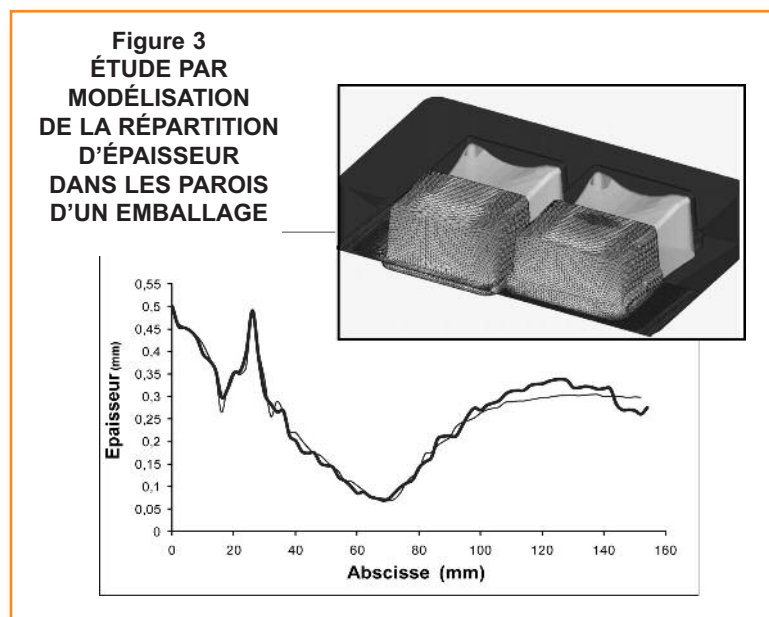 Figure 3
ÉTUDE PAR
MODÉLISATION
DE LA RÉPARTITION
D'ÉPAISSEUR
DANS LES PAROIS
D'UN EMBALLAGE
Epaisseur (mm)
0,55
0,5
0,45
0,4
0,35
0,3
0,25
0,2
0,15
0,1
0,05
0
0 20 40 60 80 100 120 140 160
Abscisse (mm)